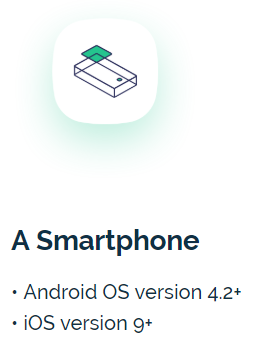 A Smartphone
• Android OS version 4.2+
• iOS version 9+